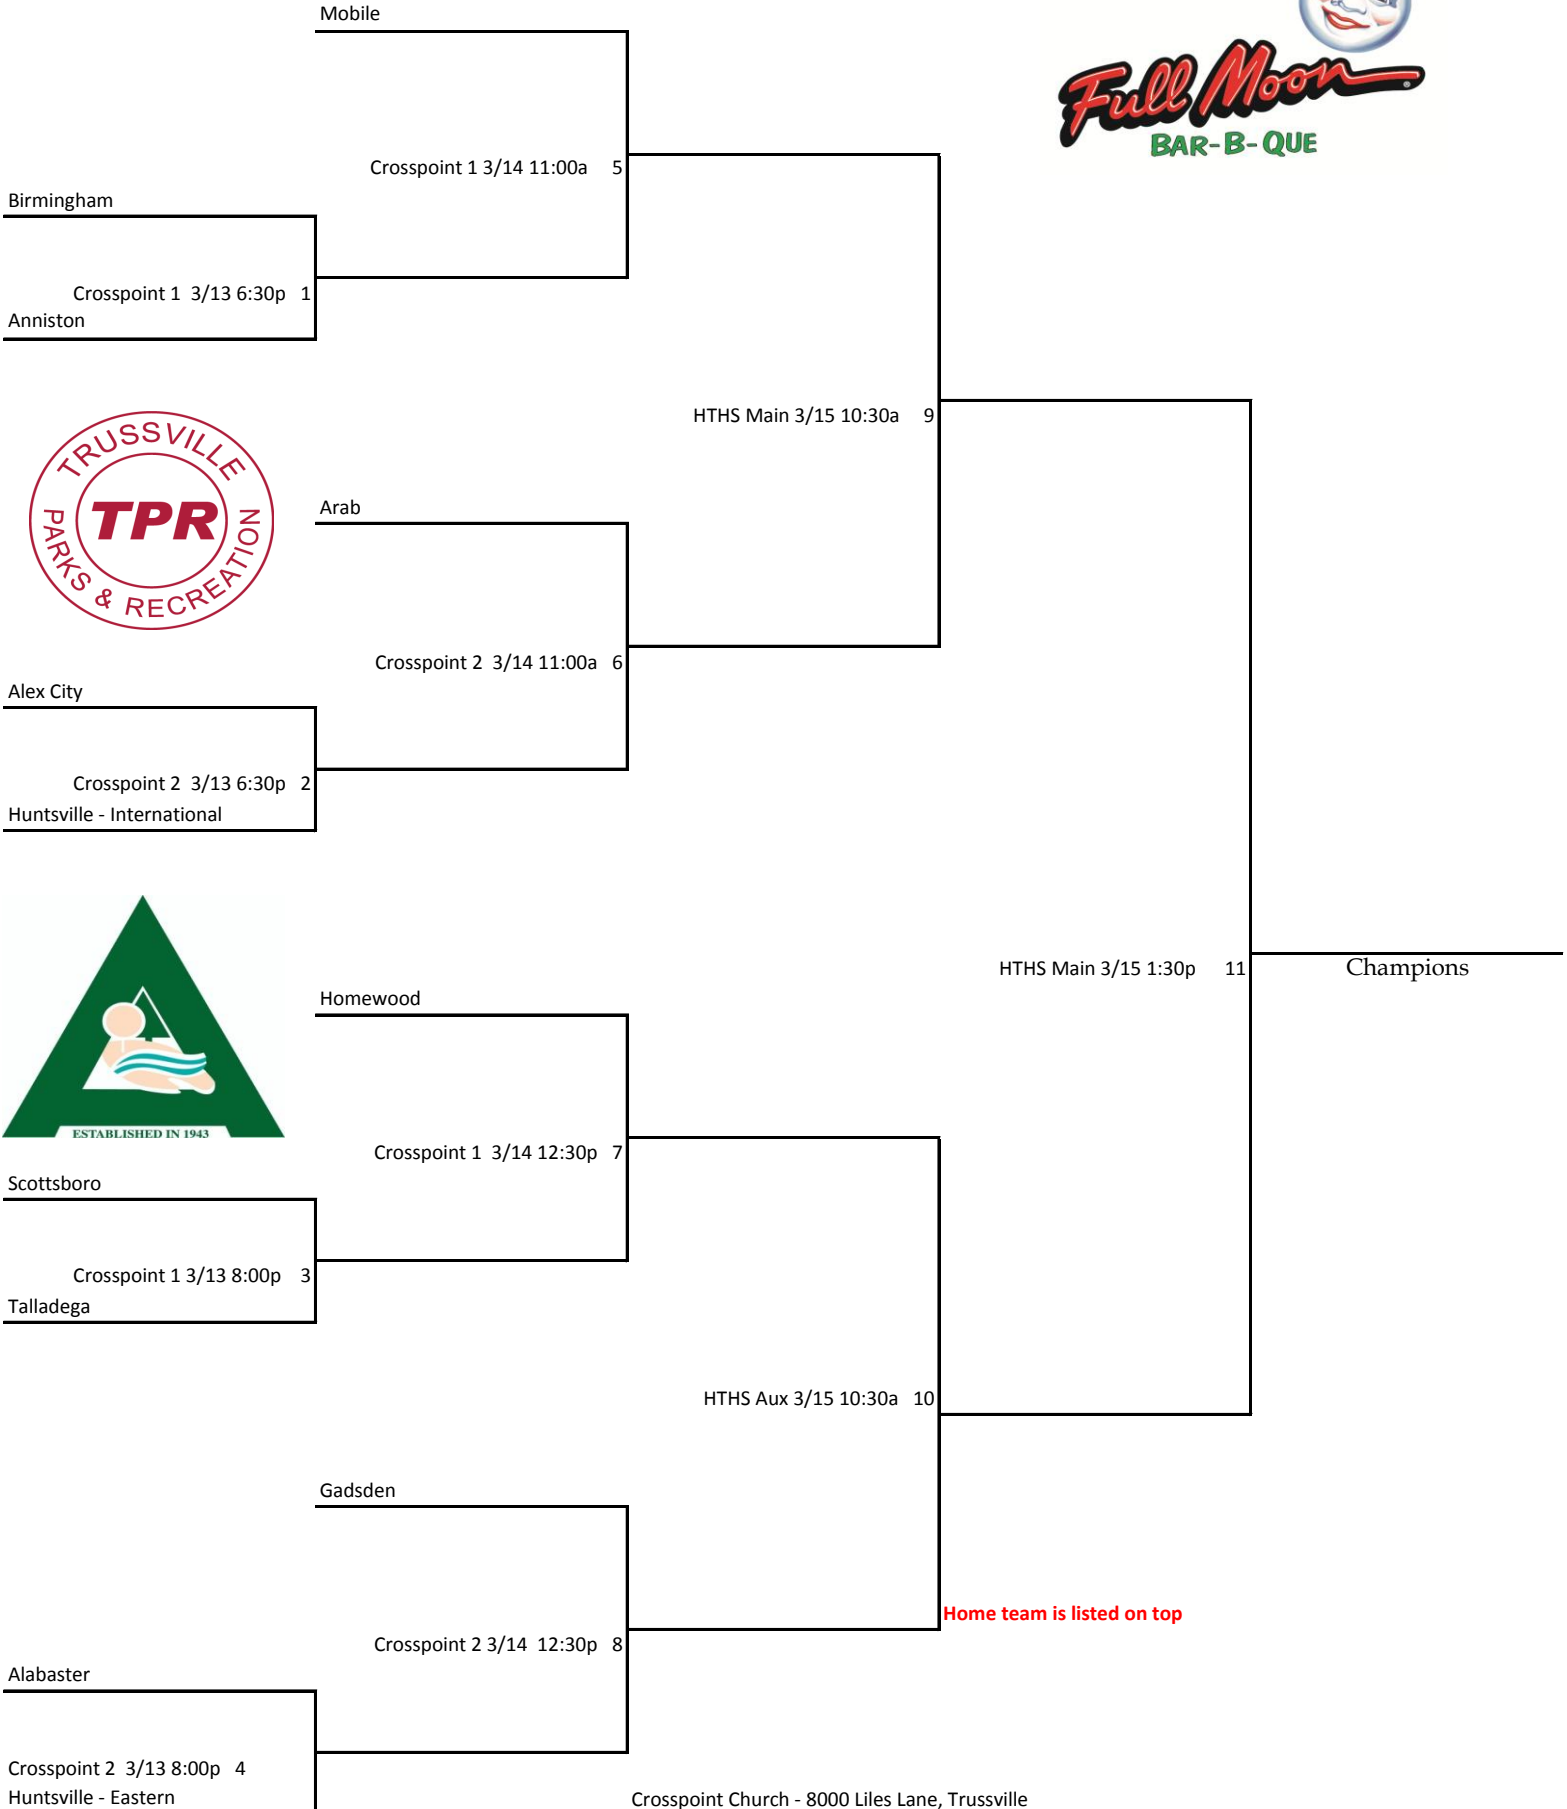 Mobile
Full Moon
BAR-B-QUE
Crosspoint 1 3/14 11:00a 5
Birmingham
Crosspoint 1 3/13 6:30p 1
Anniston
HTHS Main 3/15 10:30a 9
TRUSSVILLE
TPR
PARKS & RECREATION
Arab
Crosspoint 2 3/14 11:00a 6
Alex City
Crosspoint 2 3/13 6:30p 2
Huntsville - International
HTHS Main 3/15 1:30p 11
Champions
Homewood
ESTABLISHED IN 1943
Crosspoint 1 3/14 12:30p 7
Scottsboro
Crosspoint 1 3/13 8:00p 3
Talladega
HTHS Aux 3/15 10:30a 10
Gadsden
Home team is listed on top
Crosspoint 2 3/14 12:30p 8
Alabaster
Crosspoint 2 3/13 8:00p 4
Huntsville - Eastern
Crosspoint Church - 8000 Liles Lane, Trussville